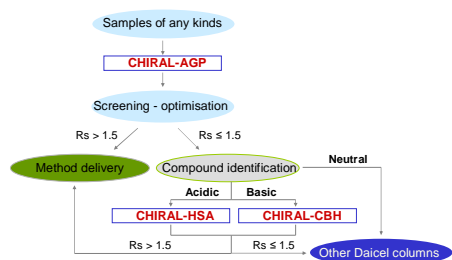 Samples of any kinds
CHIRAL-AGP
Screening - optimisation
Rs > 1.5
Rs ≤ 1.5
Method delivery
Compound identification
Neutral
Acidic
Basic
CHIRAL-HSA
CHIRAL-CBH
Rs > 1.5
Rs ≤ 1.5
Other Daicel columns